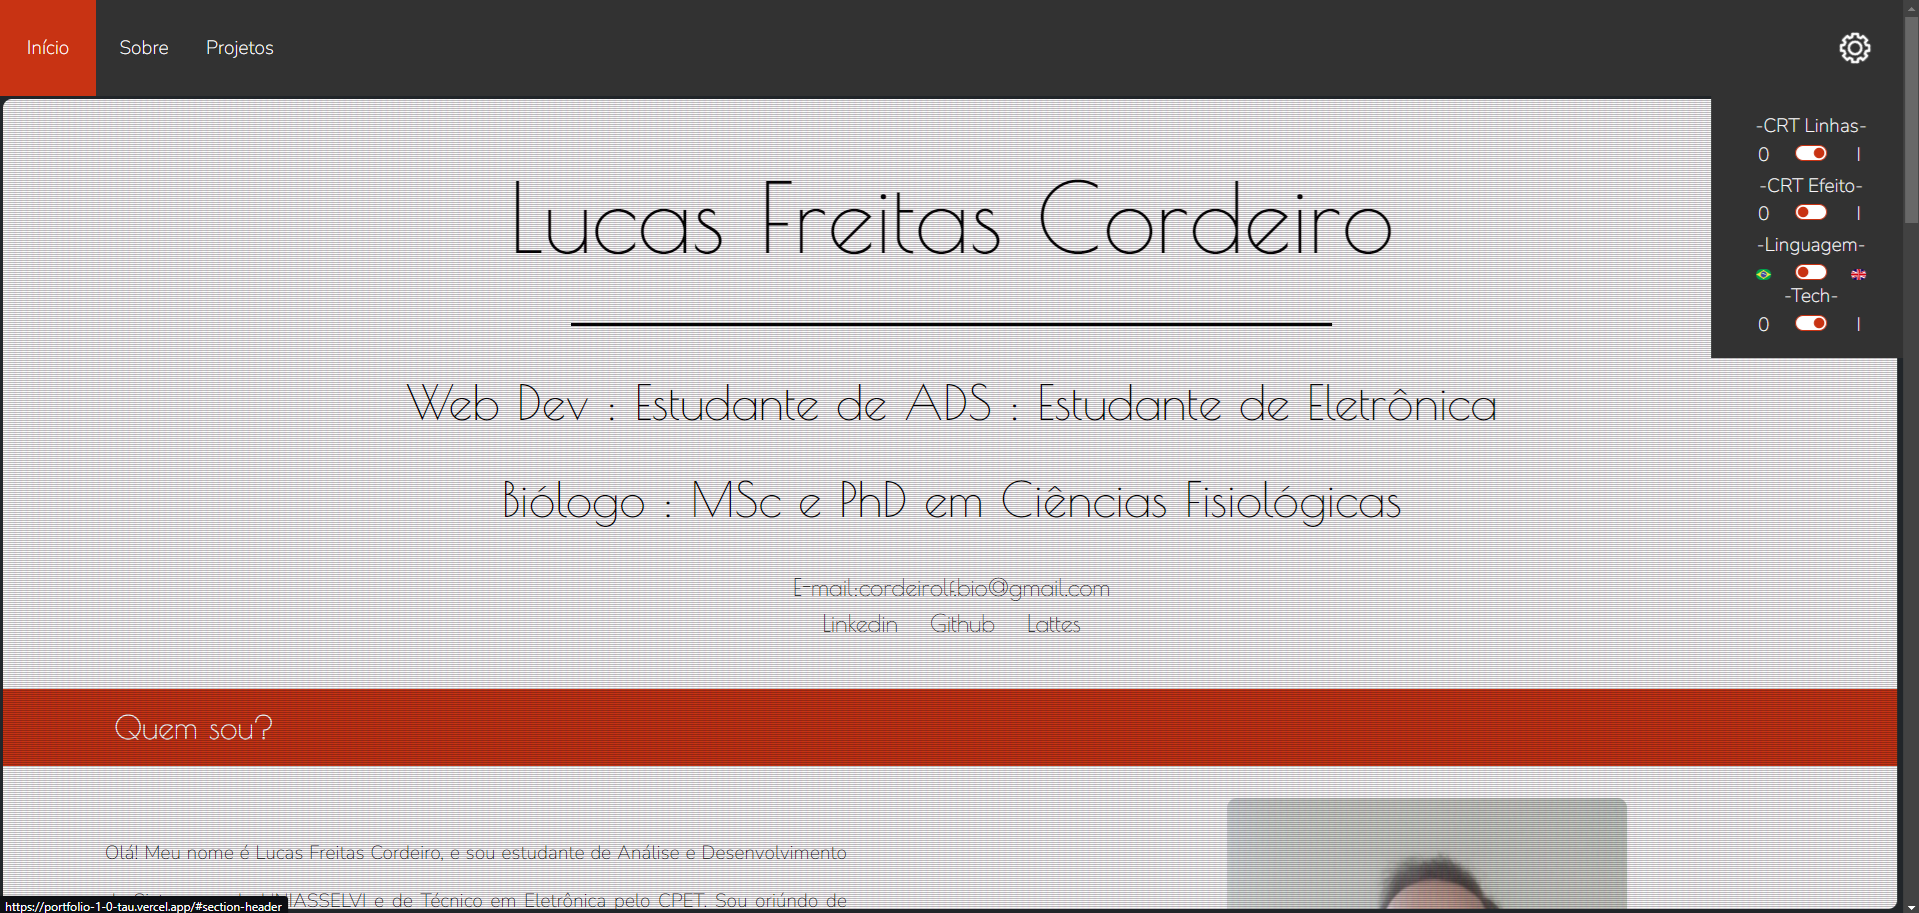 Início Sobre Projetos
-CRT Linhas-
0 I
-CRT Efeito-
0 I
-Linguagem-
-Tech-
0 I
Lucas Freitas Cordeiro
Web Dev : Estudante de ADS : Estudante de Eletrônica
Biólogo : MSc e PhD em Ciências Fisiológicas
E-mail:cordeirolf.bio@gmail.com
Linkedin Github Lattes
Quem sou?
Olá! Meu nome é Lucas Freitas Cordeiro, e sou estudante de Análise e Desenvolvimento
UNIASSELVI e de Técnico em Eletrônica pelo CPET. Sou oriúndo de
https://portfolio-1-0-tau.vercel.app/#section-header